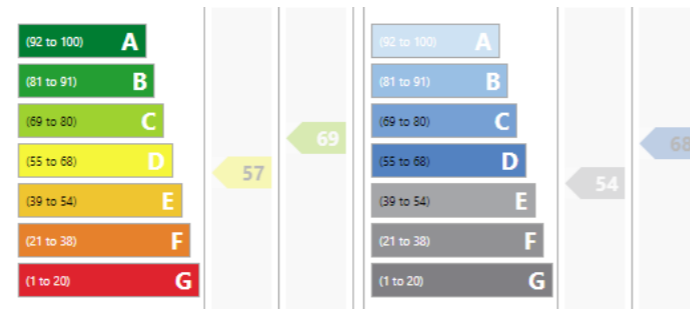 (92 to 100) A
(81 to 91) B
(69 to 80) C
(55 to 68) D
(39 to 54) E
(21 to 38) F
(1 to 20) G
57
69
(92 to 100) A
(81 to 91) B
(69 to 80) C
(55 to 68) D
(39 to 54) E
(21 to 38) F
(1 to 20) G
54
68